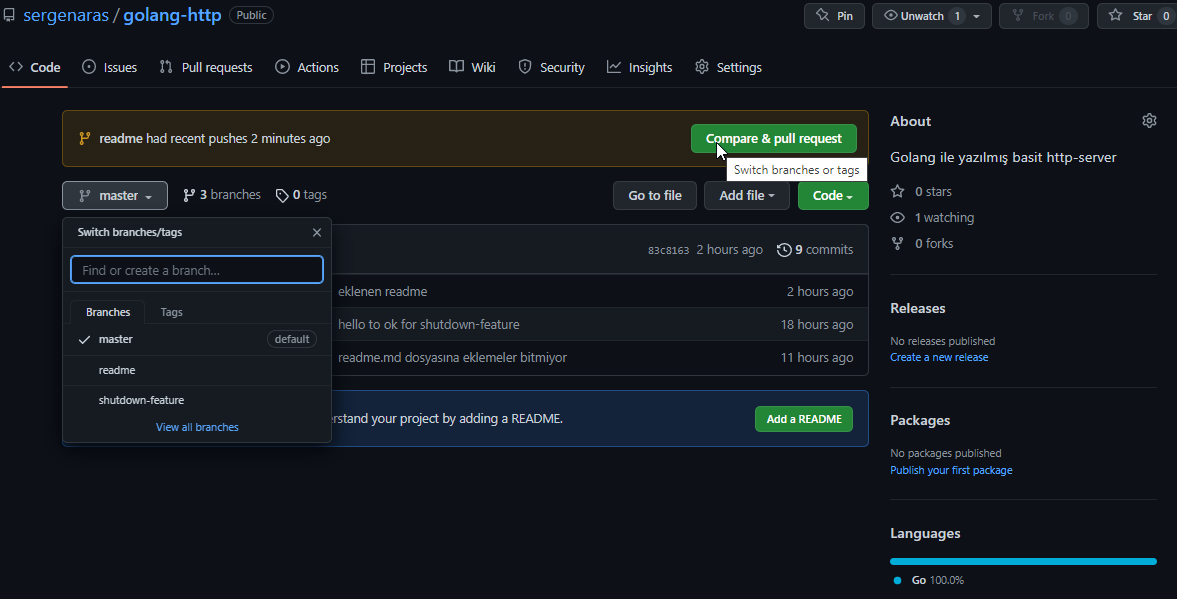 sergenaras / golang-http Public
Pin
Unwatch 1
Fork 0
Star 0
Code
Issues
Pull requests
Actions
Projects
Wiki
Security
Insights
Settings
readme had recent pushes 2 minutes ago
Compare & pull request
Switch branches or tags
master
3 branches
0 tags
Go to file
Add file
Code
Switch branches/tags
Find or create a branch...
Branches
Tags
master default
readme
shutdown-feature
View all branches
83c8163 2 hours ago 9 commits
eklenen readme 2 hours ago
hello to ok for shutdown-feature 18 hours ago
readme.md dosyasına eklemeler bitmiyor 11 hours ago
your project by adding a README.
Add a README
About
Golang ile yazılmış basit http-server
0 stars
1 watching
0 forks
Releases
No releases published
Create a new release
Packages
No packages published
Publish your first package
Languages
Go 100.0%